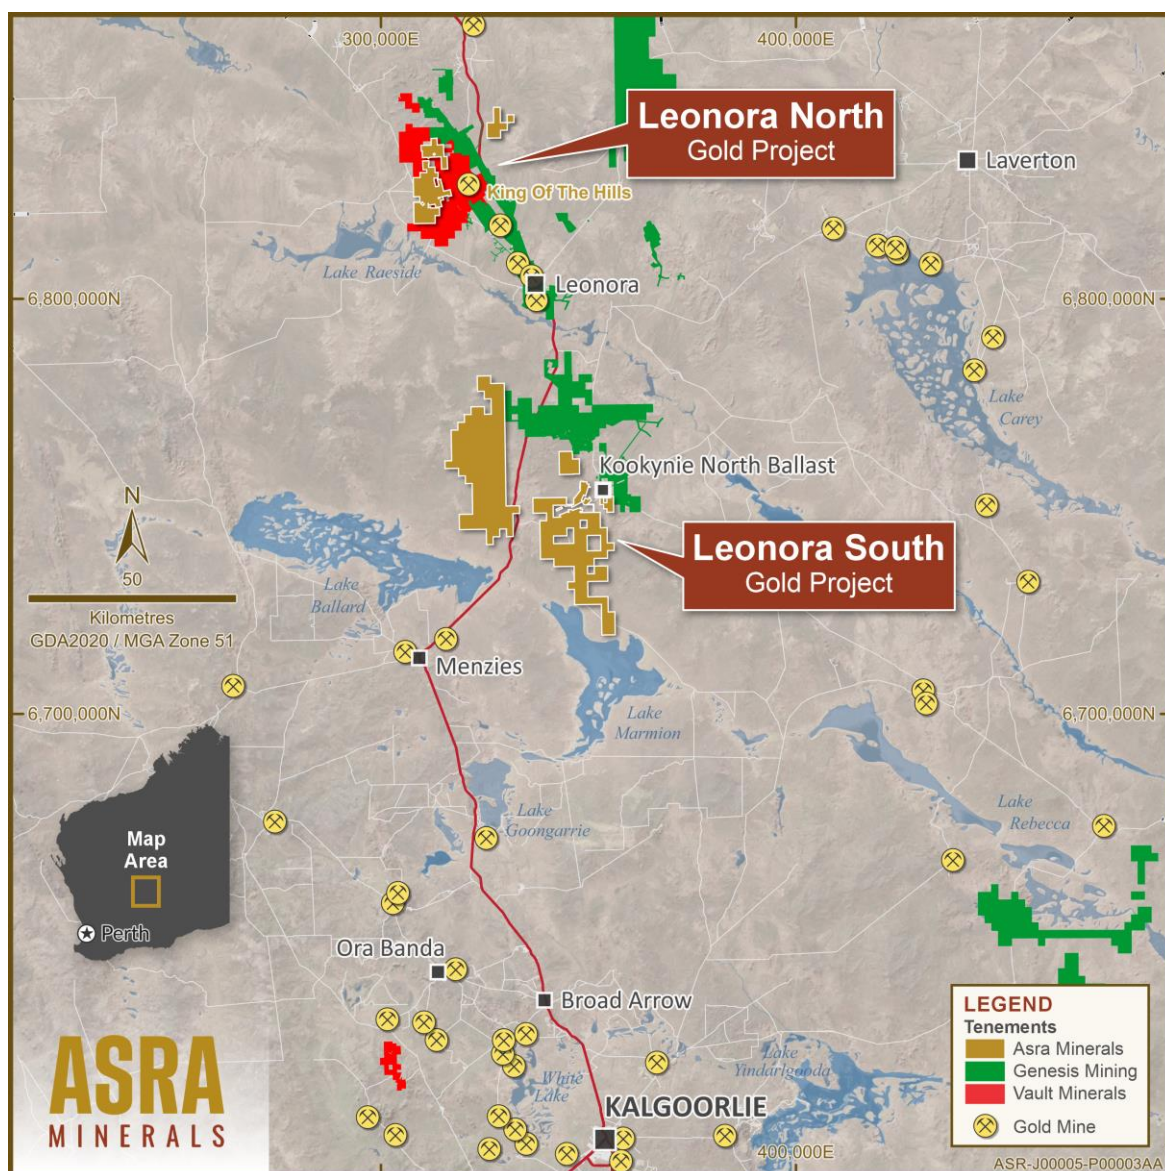 300,000E
400,000E
Leonora North
Gold Project
Laverton
King Of The Hills
Lake Raeside
Leonora
6,800,000N
6,800,000N
Lake
Carey
Kookynie North Ballast
N
50
Kilometres
GDA2020 / MGA Zone 51
Leonora South
Gold Project
Lake
Ballard
Menzies
6,700,000N
6,700,000N
Lake
Marmion
Lake
Goongarrie
Lake
Rebecca
Map
Area
Perth
Ora Banda
Broad Arrow
White
Lake
Lake
Yindarlgooda
KALGOORLIE
400,000E
ASRA
MINERALS
LEGEND
Tenements
Asra Minerals
Genesis Mining
Vault Minerals
Gold Mine
ASR-J00005-P00003AA